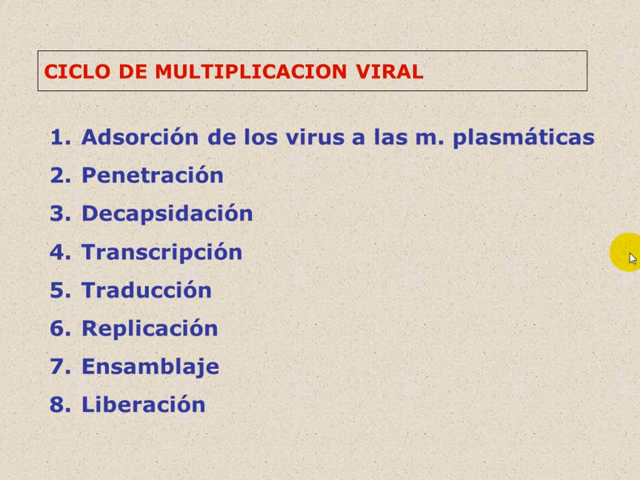 CICLO DE MULTIPLICACION VIRAL
1. Adsorción de los virus a las m. plasmáticas
2. Penetración
3. Decapsidación
4. Transcripción
5. Traducción
6. Replicación
7. Ensamblaje
8. Liberación